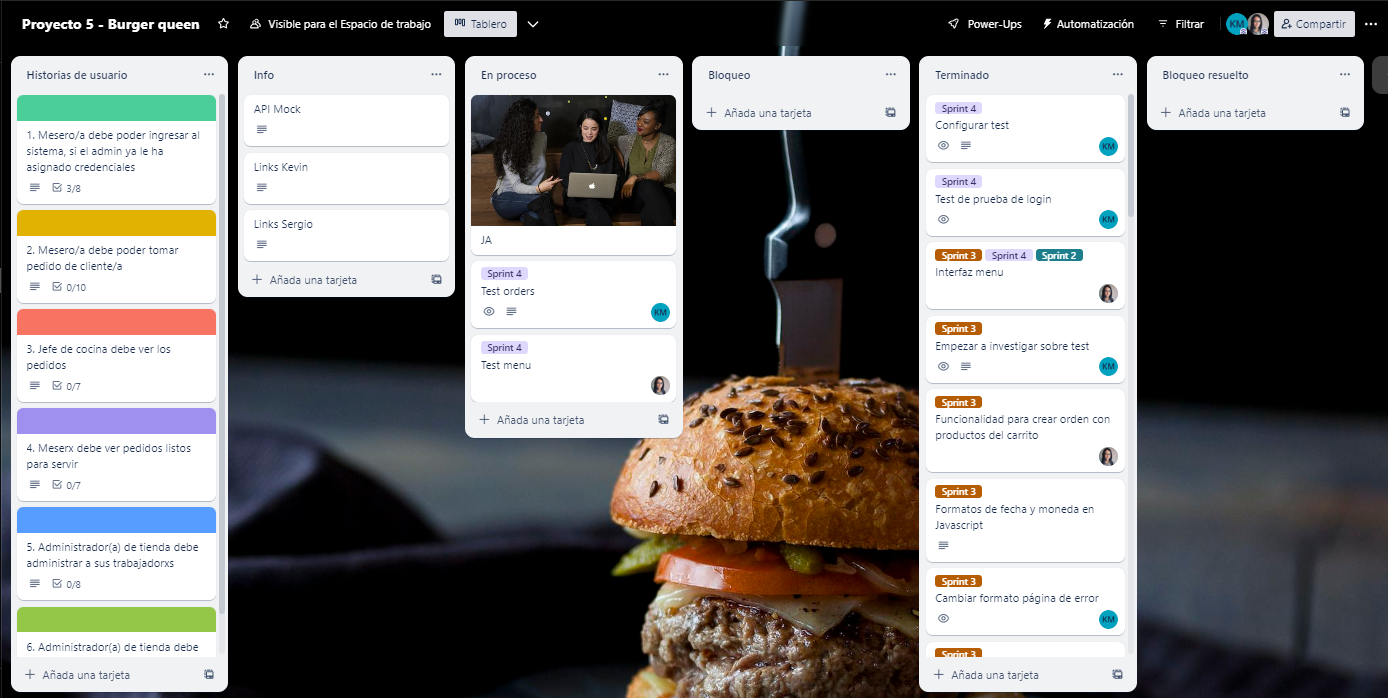 Proyecto 5 - Burger queen
Visible para el Espacio de trabajo
Tablero
Power-Ups
Automatización
Filtrar
KM
Compartir
Historias de usuario
1. Mesero/a debe poder ingresar al
sistema, si el admin ya le ha
asignado credenciales
3/8
2. Mesero/a debe poder tomar
pedido de cliente/a
0/10
3. Jefe de cocina debe ver los
pedidos
0/7
4. Meserx debe ver pedidos listos
para servir
0/7
5. Administrador(a) de tienda debe
administrar a sus trabajadorxs
0/8
6. Administrador(a) de tienda debe
Añada una tarjeta
Info
API Mock
Links Kevin
Links Sergio
Añada una tarjeta
En proceso
JA
Sprint 4
Test orders
KM
Sprint 4
Test menu
Añada una tarjeta
Bloqueo
Añada una tarjeta
Terminado
Sprint 4
Configurar test
KM
Sprint 4
Test de prueba de login
KM
Sprint 3 Sprint 4 Sprint 2
Interfaz menu
Sprint 3
Empezar a investigar sobre test
KM
Sprint 3
Funcionalidad para crear orden con
productos del carrito
Sprint 3
Formatos de fecha y moneda en
Javascript
Sprint 3
Cambiar formato página de error
KM
Sprint 3
Añada una tarjeta
Bloqueo resuelto
Añada una tarjeta